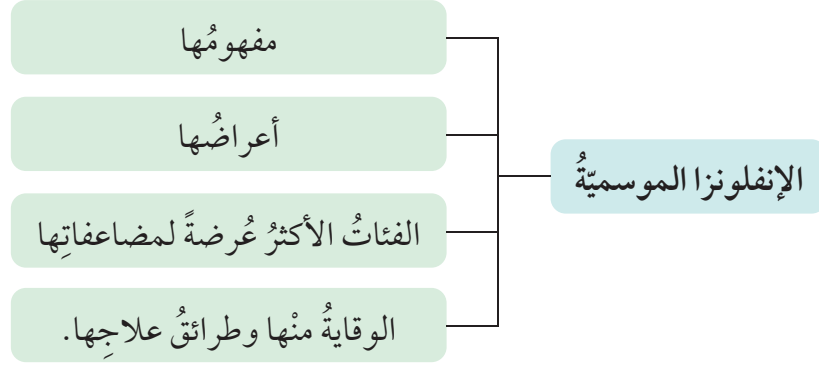 الإنفلونزا الموسميّةُ
مفهومُها
أعراضُها
الفئاتُ الأكثرُ عُرضةً لمضاعفاتِها
الوقايةُ منْها وطرائقُ علاجِها.